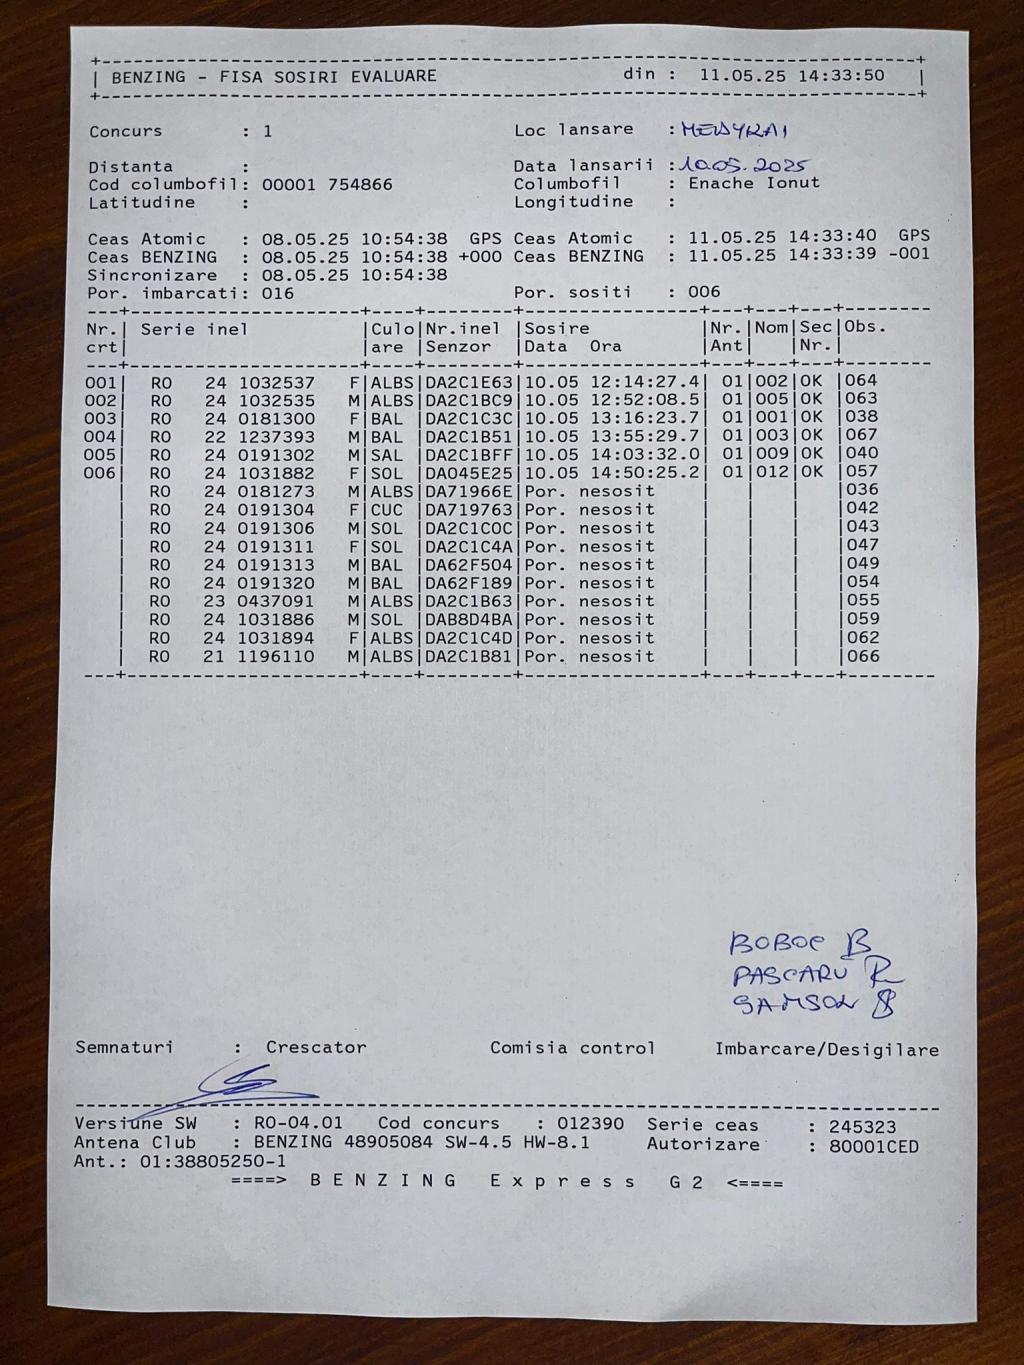 BENZING - FISA SOSIRI EVALUARE din : 11.05.25 14:33:50
Concurs : 1 Loc lansare : MEDYKAI
Distanta : Data lansarii : 10.05.2025
Cod columbofil: 00001 754866 Columbofil : Enache Ionut
Latitudine : Longitudine :
Ceas Atomic : 08.05.25 10:54:38 GPS Ceas Atomic : 11.05.25 14:33:40 GPS
Ceas BENZING : 08.05.25 10:54:38 +000 Ceas BENZING : 11.05.25 14:33:39 -001
Sincronizare : 08.05.25 10:54:38
Por. imbarcati: 016 Por. sositi : 006
Nr.| Serie inel |Culo|Nr.inel |Sosire |Nr.|Nom|Sec|Obs.
crt| |are |Senzor |Data Ora |Ant| |Nr.|
001| RO 24 1032537 F|ALBS|DA2C1E63|10.05 12:14:27.4| 01|002|OK |064
002| RO 24 1032535 M|ALBS|DA2C1BC9|10.05 12:52:08.5| 01|005|OK |063
003| RO 24 0181300 F|BAL |DA2C1C3C|10.05 13:16:23.7| 01|001|OK |038
004| RO 22 1237393 M|BAL |DA2C1B51|10.05 13:55:29.7| 01|003|OK |067
005| RO 24 0191302 M|SAL |DA2C1BFF|10.05 14:03:32.0| 01|009|OK |040
006| RO 24 1031882 F|SOL |DA045E25|10.05 14:50:25.2| 01|012|OK |057
| RO 24 0181273 M|ALBS|DA71966E|Por. nesosit | | | |036
| RO 24 0191304 F|CUC |DA719763|Por. nesosit | | | |042
| RO 24 0191306 M|SOL |DA2C1C0C|Por. nesosit | | | |043
| RO 24 0191311 F|SOL |DA2C1C4A|Por. nesosit | | | |047
| RO 24 0191313 M|BAL |DA62F504|Por. nesosit | | | |049
| RO 24 0191320 M|BAL |DA62F189|Por. nesosit | | | |054
| RO 23 0437091 M|ALBS|DA2C1B63|Por. nesosit | | | |055
| RO 24 1031886 M|SOL |DAB8D4BA|Por. nesosit | | | |059
| RO 24 1031894 F|ALBS|DA2C1C4D|Por. nesosit | | | |062
| RO 21 1196110 M|ALBS|DA2C1B81|Por. nesosit | | | |066
BOBOC B
PASCARU R
SAMSON
Semnaturi : Crescator Comisia control Imbarcare/Desigilare
Versiune SW : RO-04.01 Cod concurs : 012390 Serie ceas : 245323
Antena Club : BENZING 48905084 SW-4.5 HW-8.1 Autorizare : 80001CED
Ant.: 01:38805250-1
====> B E N Z I N G E x p r e s s G 2 <====